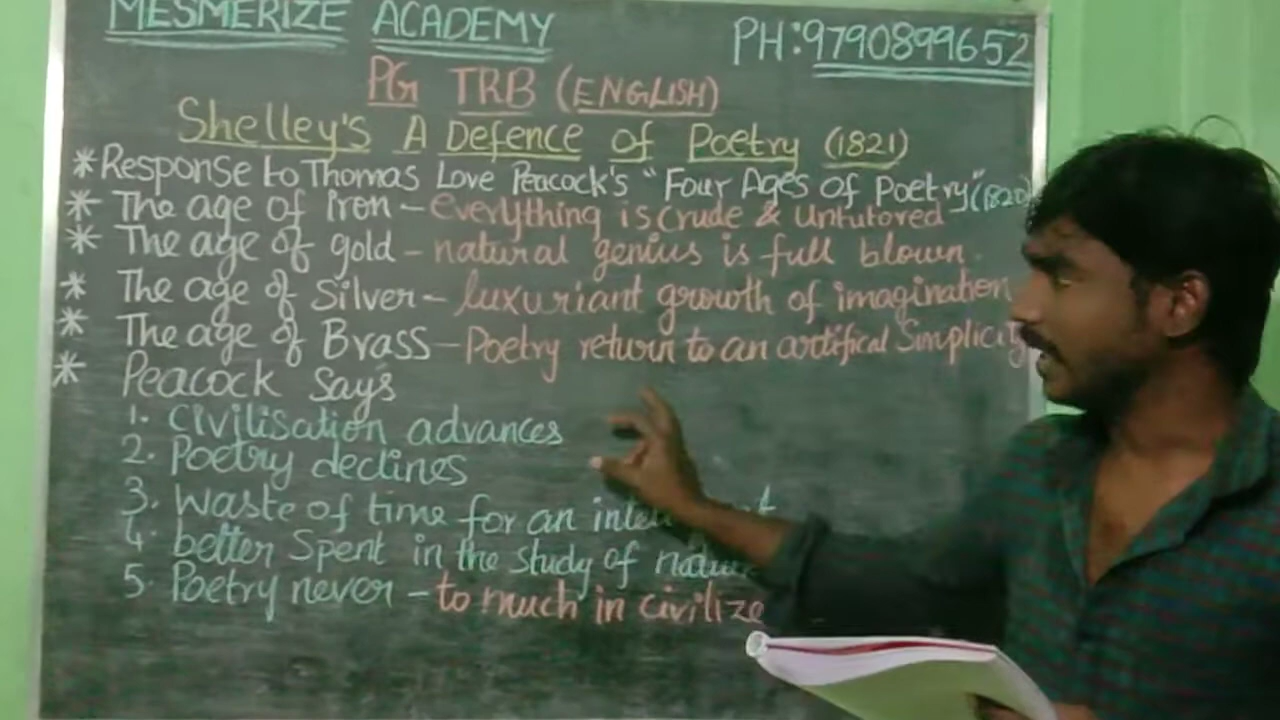 MESMERIZE ACADEMY PH:9790899652
PG TRB (ENGLISH)
Shelley's A Defence of Poetry (1821)
*Response to Thomas Love Peacock's "Four Ages of Poetry" (1820
* The age of iron - everything is crude & untutored
* The age of gold - natural genius is full blown.
* The age of Silver - luxuriant growth of imagination
* The age of Brass - Poetry return to an artifical Simplicity
* Peacock Says
1. Civilisation advances
2. Poetry declines
3. waste of time for an
4. better Spent in the study of
5. Poetry never - to much in civilize